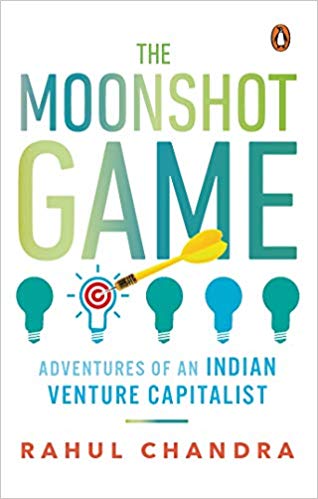 THE
MOONSHOT
GAME
ADVENTURES OF AN INDIAN
VENTURE CAPITALIST
RAHUL CHANDRA